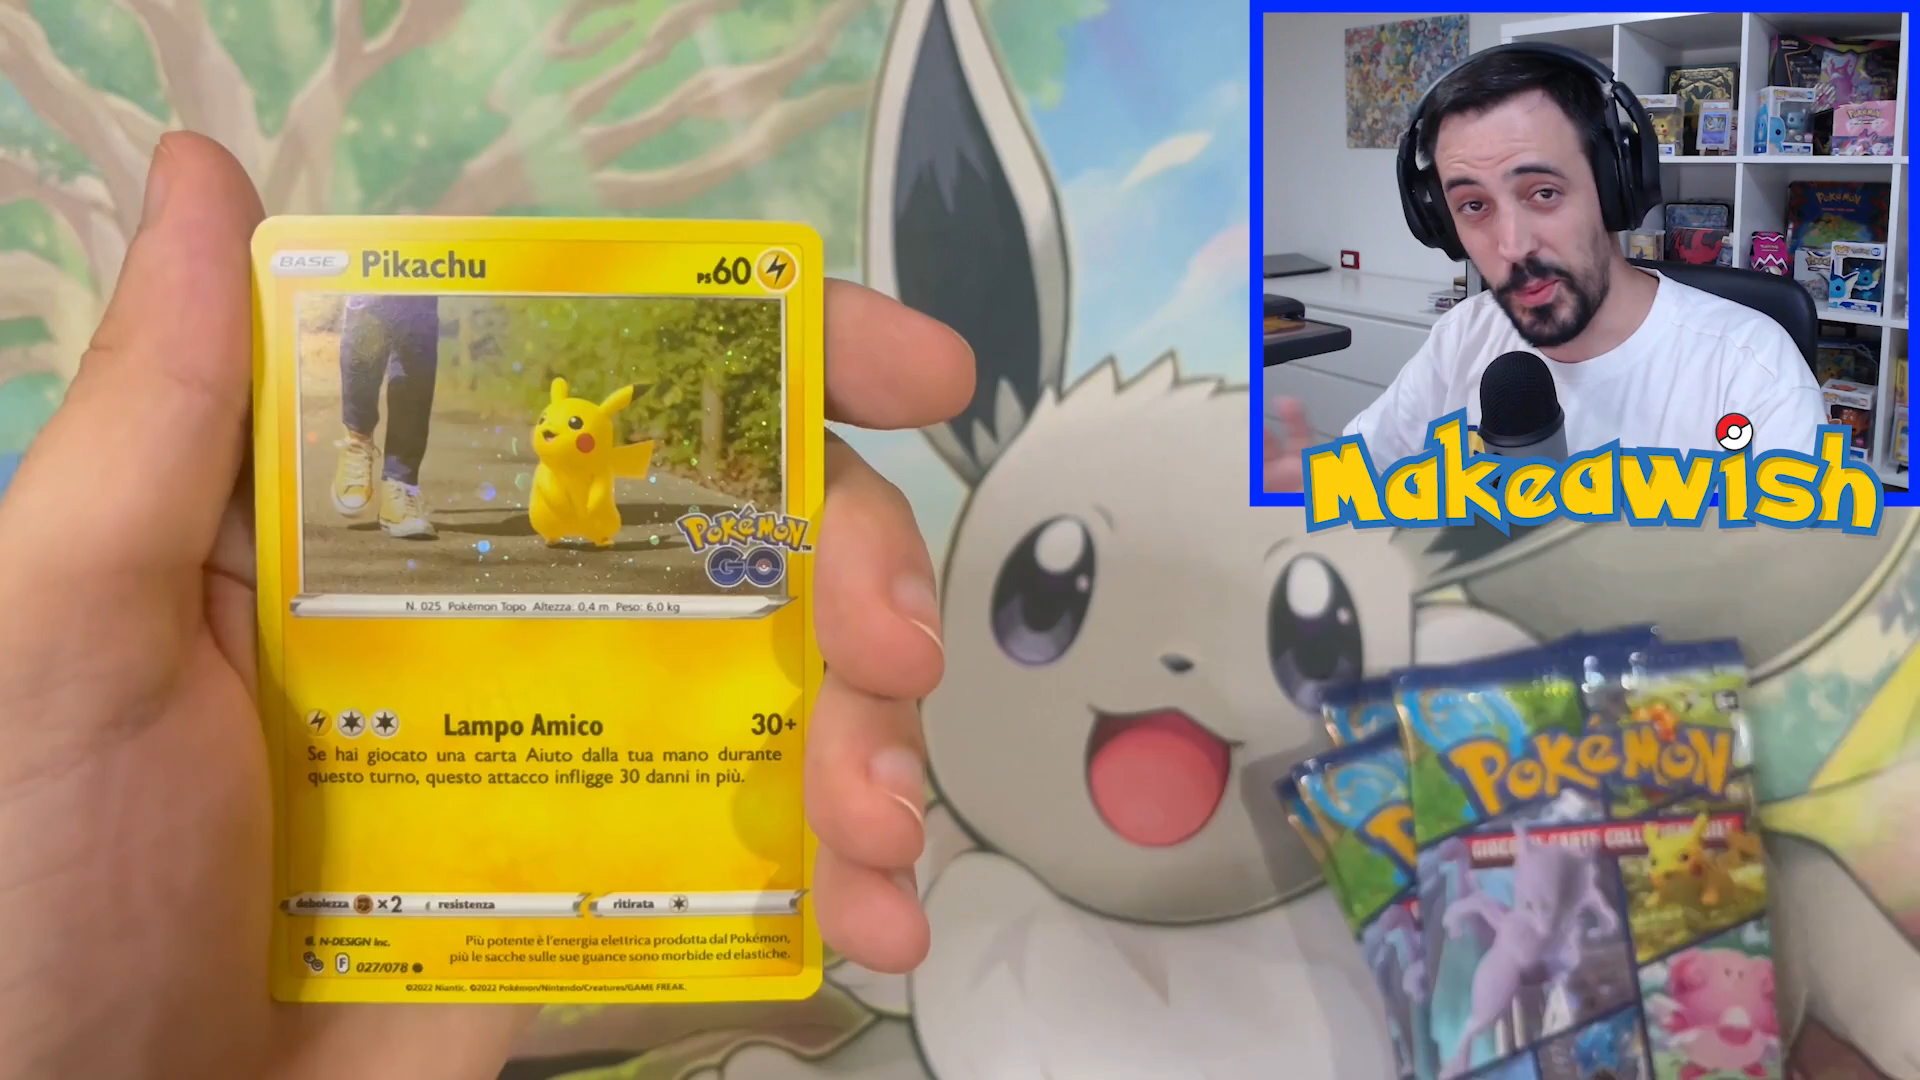 BASE Pikachu PS60
POKéMON
GO
N. 025 Pokémon Topo Altezza: 0,4 m Peso: 6,0 kg
Lampo Amico 30+
Se hai giocato una carta Aiuto dalla tua mano durante
questo turno, questo attacco infligge 30 danni in più.
debolezza ×2 resistenza ritirata
ill. N-DESIGN Inc.
Più potente è l'energia elettrica prodotta dal Pokémon,
più le sacche sulle sue guance sono morbide ed elastiche.
F 027/078
©2022 Niantic. ©2022 Pokémon/Nintendo/Creatures/GAME FREAK.
Makeawish
POKéMON
POKéMON